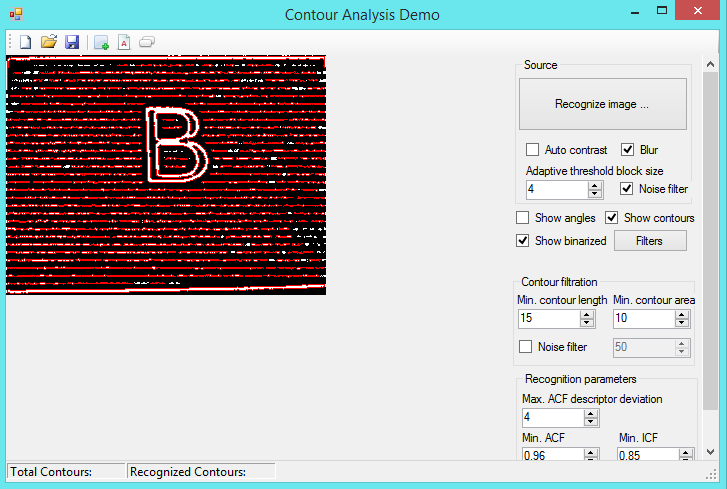 Contour Analysis Demo
B
Source
Recognize image ...
Auto contrast
Blur
Adaptive threshold block size
4
Noise filter
Show angles
Show contours
Show binarized
Filters
Contour filtration
Min. contour length
Min. contour area
15
10
Noise filter
50
Recognition parameters
Max. ACF descriptor deviation
4
Min. ACF
Min. ICF
0.96
0.85
Total Contours:
Recognized Contours: